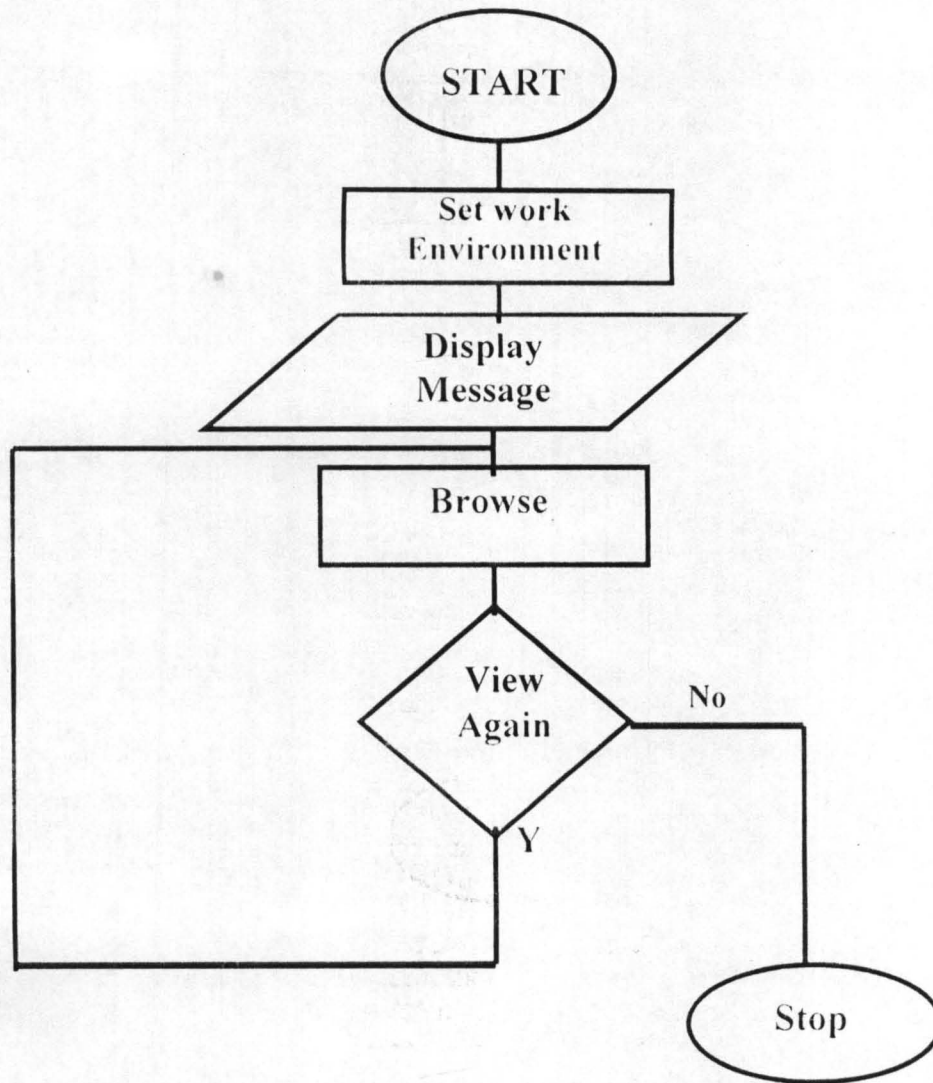 START
Set work
Environment
Display
Message
Browse
View
Again
No
Y
Stop